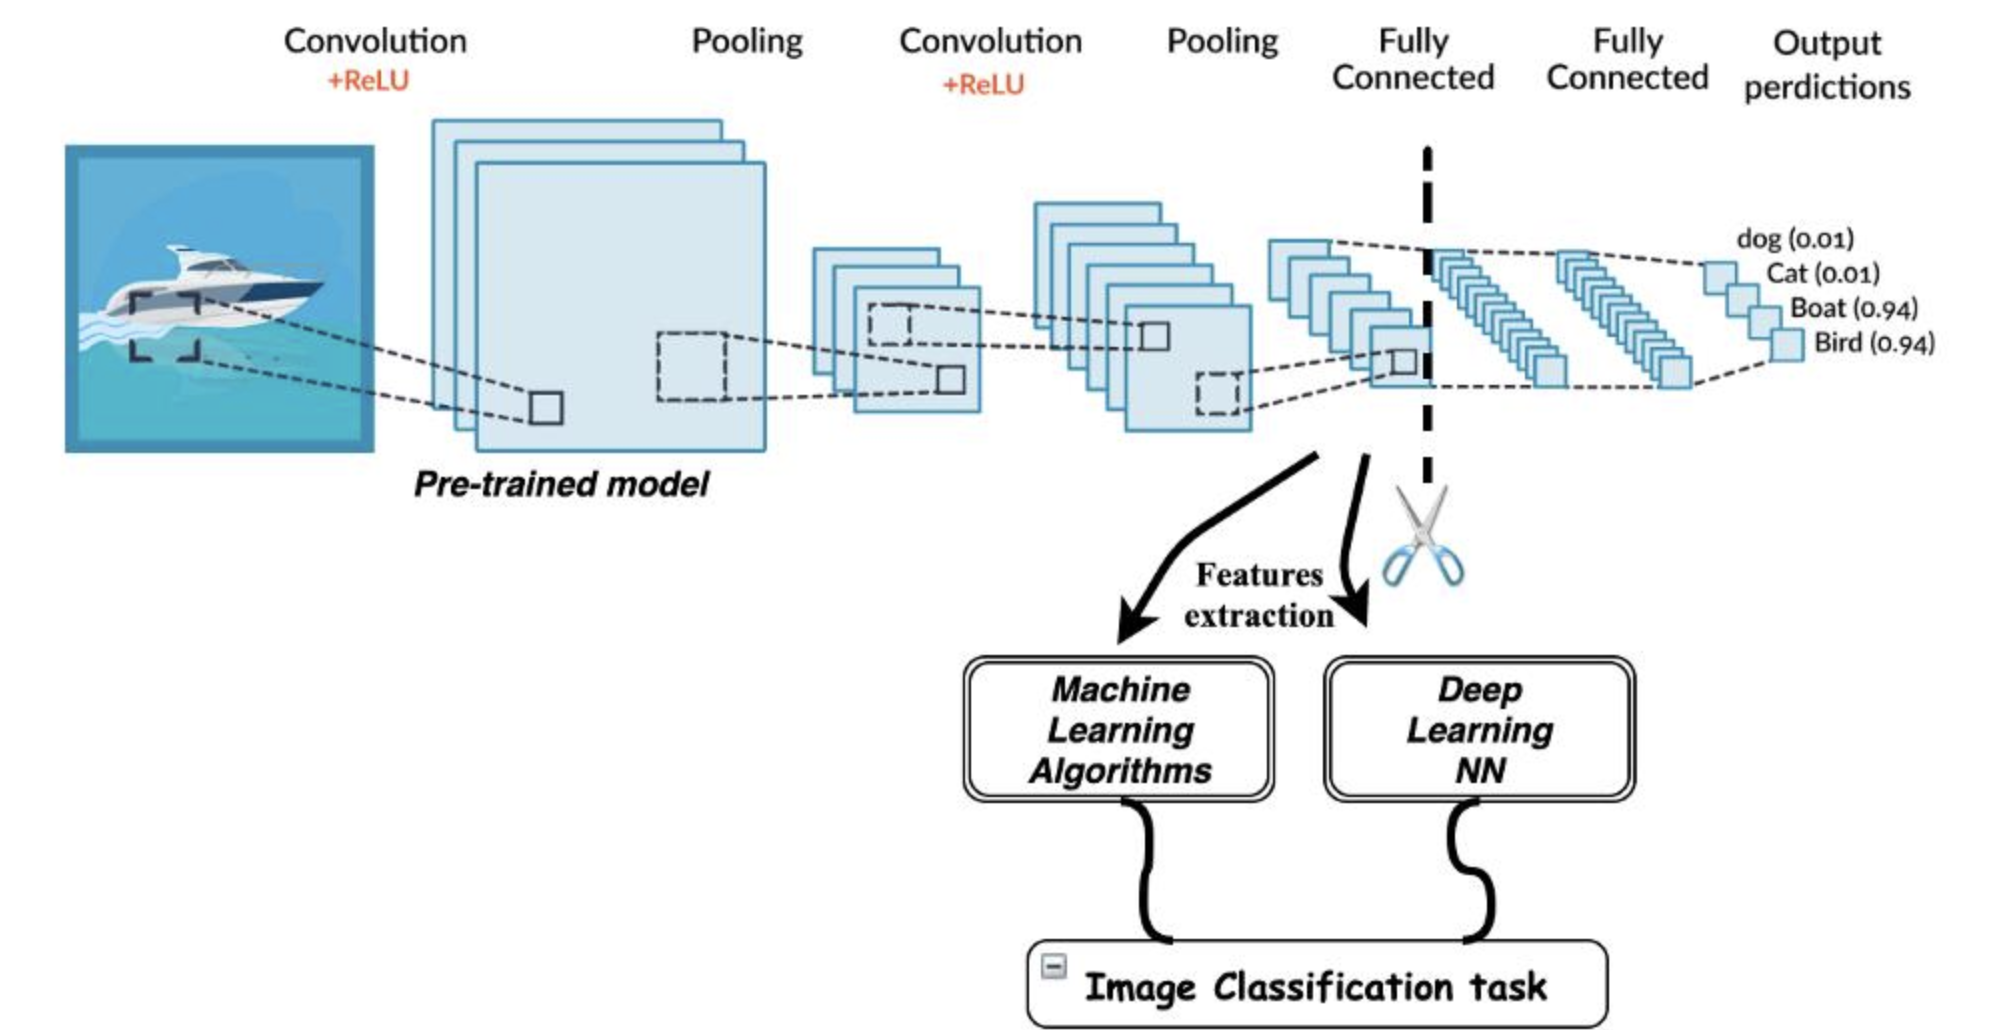 Convolution
+ReLU
Pooling
Convolution
+ReLU
Pooling
Fully
Connected
Fully
Connected
Output
perdictions
dog (0.01)
Cat (0.01)
Boat (0.94)
Bird (0.94)
Pre-trained model
Features
extraction
Machine
Learning
Algorithms
Deep
Learning
NN
Image Classification task